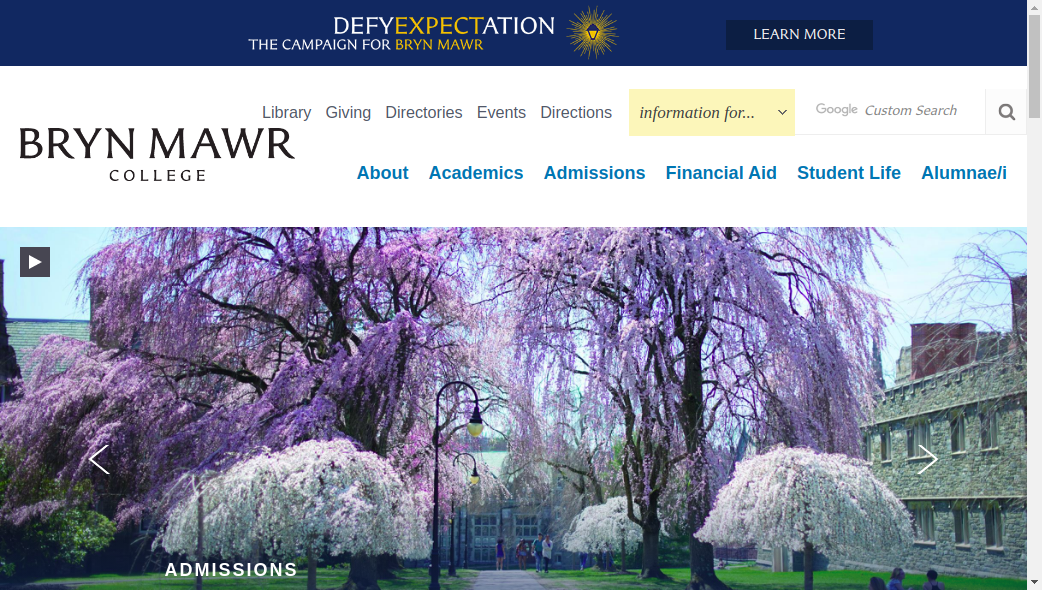 DEFYEXPECTATION
THE CAMPAIGN FOR BRYN MAWR
LEARN MORE
Library Giving Directories Events Directions
information for...
Google Custom Search
BRYN MAWR
COLLEGE
About Academics Admissions Financial Aid Student Life Alumnae/i
ADMISSIONS